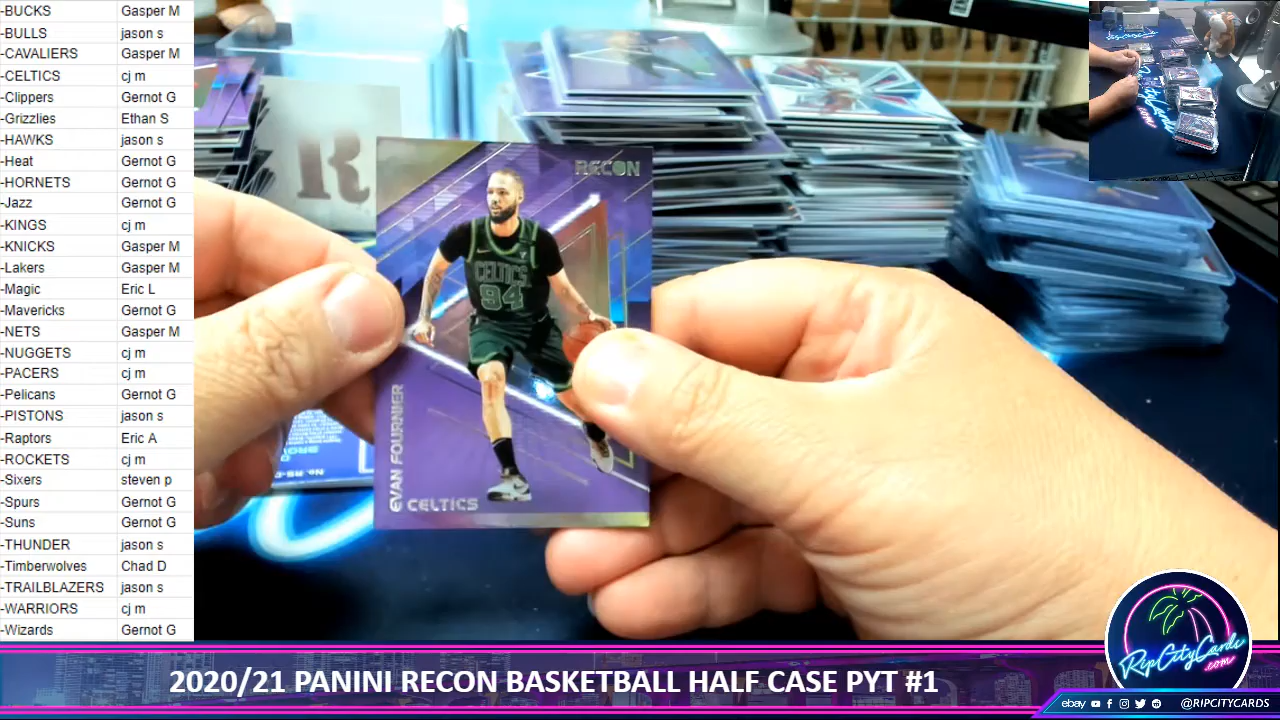 -BUCKS Gasper M
-BULLS jason s
-CAVALIERS Gasper M
-CELTICS cj m
-Clippers Gernot G
-Grizzlies Ethan S
-HAWKS jason s
-Heat Gernot G
-HORNETS Gernot G
-Jazz Gernot G
-KINGS cj m
-KNICKS Gasper M
-Lakers Gasper M
-Magic Eric L
-Mavericks Gernot G
-NETS Gasper M
-NUGGETS cj m
-PACERS cj m
-Pelicans Gernot G
-PISTONS jason s
-Raptors Eric A
-ROCKETS cj m
-Sixers steven p
-Spurs Gernot G
-Suns Gernot G
-THUNDER jason s
-Timberwolves Chad D
-TRAILBLAZERS jason s
-WARRIORS cj m
-Wizards Gernot G
R
RECON
CELTICS
94
EVAN FOURNIER
CELTICS
RipCityCards
.com
2020/21 PANINI RECON BASKETBALL HALF CASE PYT #1
ebay @RIPCITYCARDS